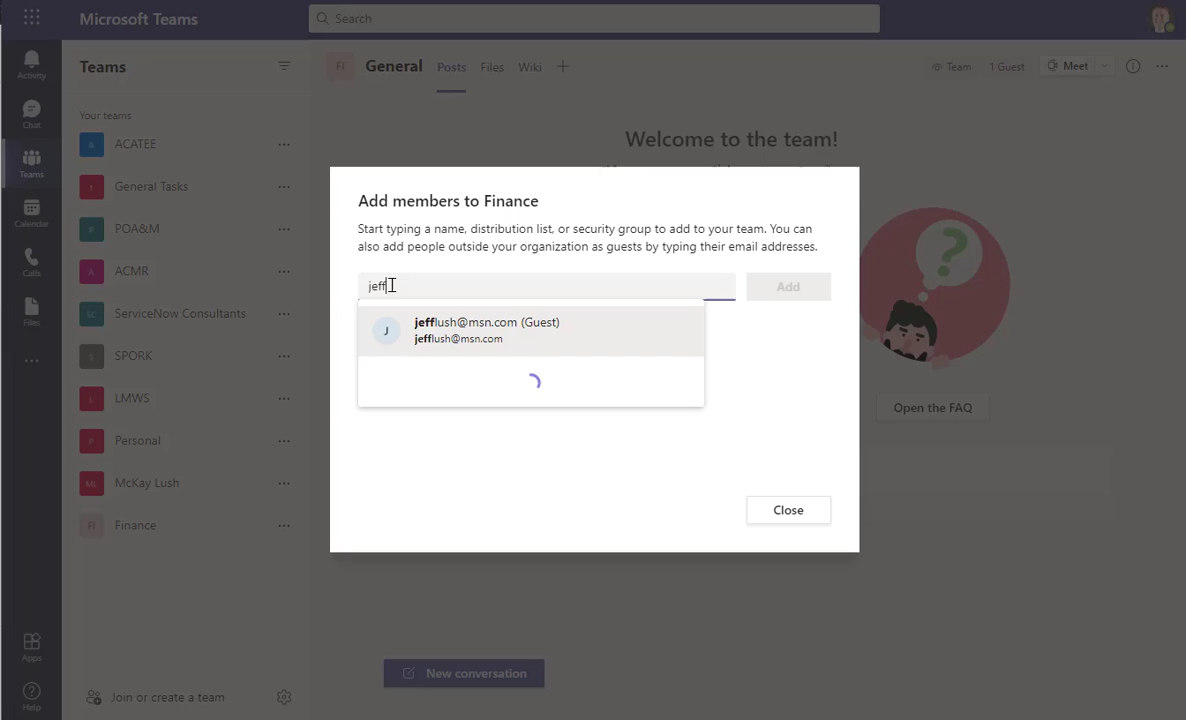 Microsoft Teams
Search
Activity
Chat
Teams
Calendar
Calls
Files
Apps
Help
Teams
Your teams
A ACATEE
General Tasks
POA&M
ACMR
SC ServiceNow Consultants
SPORK
LMWS
P Personal
ML McKay Lush
Fi Finance
Join or create a team
Fi General Posts Files Wiki
Team 1 Guest Meet
Welcome to the team!
Add members to Finance
Start typing a name, distribution list, or security group to add to your team. You can
also add people outside your organization as guests by typing their email addresses.
jeff
Add
J
jefflush@msn.com (Guest)
jefflush@msn.com
Close
Open the FAQ
New conversation